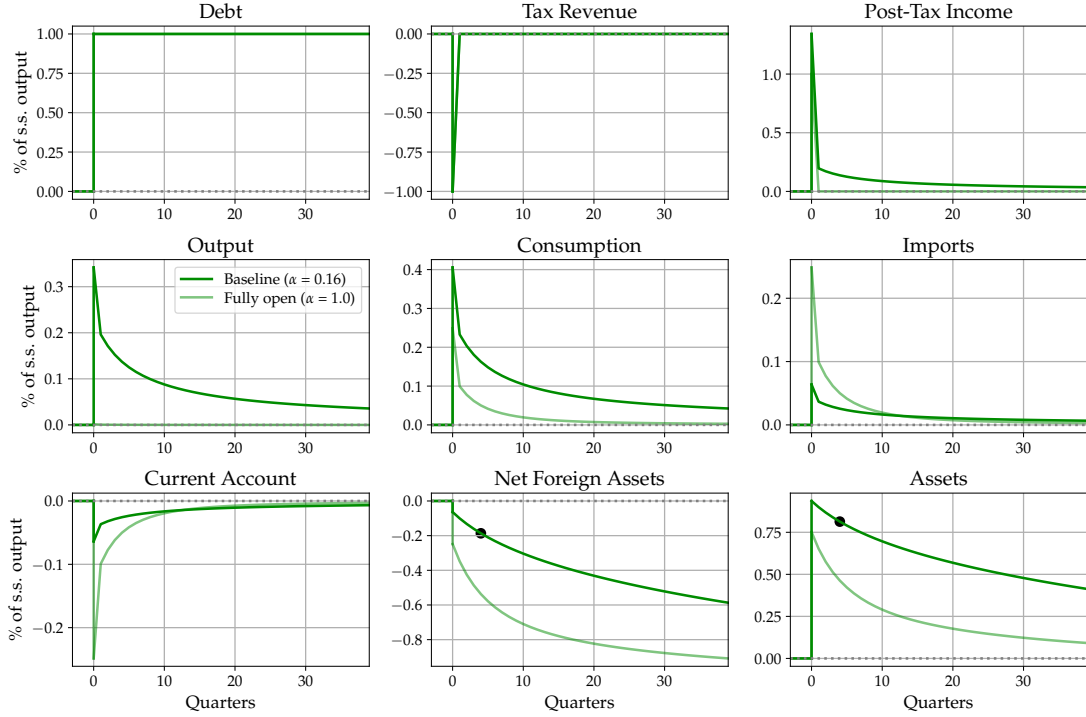 Debt
Tax Revenue
Post-Tax Income
% of s.s. output
1.00
0.75
0.50
0.25
0.00
0 10 20 30
0.00
−0.25
−0.50
−0.75
−1.00
0 10 20 30
1.0
0.5
0.0
0 10 20 30
Output
Consumption
Imports
% of s.s. output
0.3
0.2
0.1
0.0
Baseline (α = 0.16)
Fully open (α = 1.0)
0 10 20 30
0.4
0.3
0.2
0.1
0.0
0 10 20 30
0.2
0.1
0.0
0 10 20 30
Current Account
Net Foreign Assets
Assets
% of s.s. output
0.0
−0.1
−0.2
0 10 20 30
Quarters
0.0
−0.2
−0.4
−0.6
−0.8
0 10 20 30
Quarters
0.75
0.50
0.25
0.00
0 10 20 30
Quarters